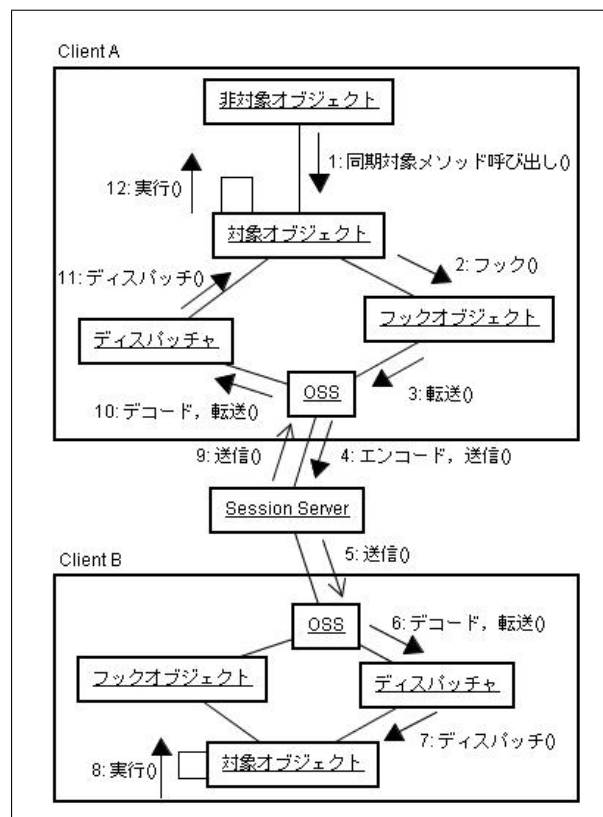 Client A
非対象オブジェクト
1: 同期対象メソッド呼び出し()
12: 実行()
対象オブジェクト
2: フック()
11: ディスパッチ()
フックオブジェクト
ディスパッチャ
3: 転送()
OSS
10: デコード，転送()
9: 送信()
4: エンコード，送信()
Session Server
5: 送信()
Client B
OSS
6: デコード，転送()
フックオブジェクト
ディスパッチャ
7: ディスパッチ()
対象オブジェクト
8: 実行()